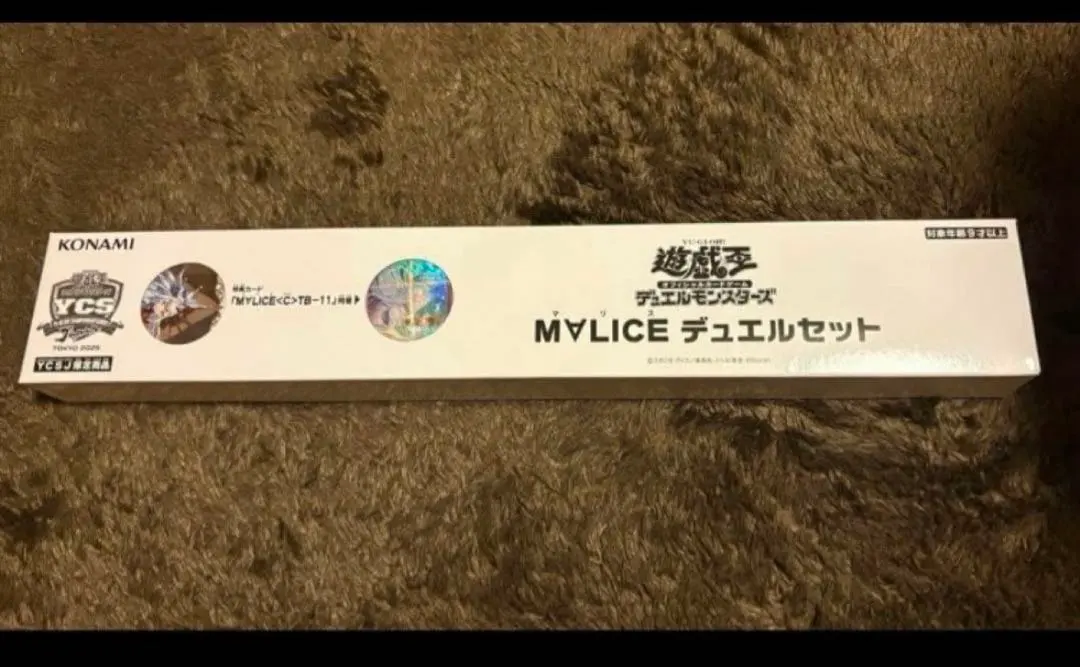 KONAMI
YCS
TOKYO 2025
YCSJ限定商品
特典カード
「M∀LICE<C>TB-11」同梱▶
YU-GI-OH!
遊戯王
オフィシャルカードゲーム
デュエルモンスターズ
マリス
M∀LICE デュエルセット
対象年齢9才以上